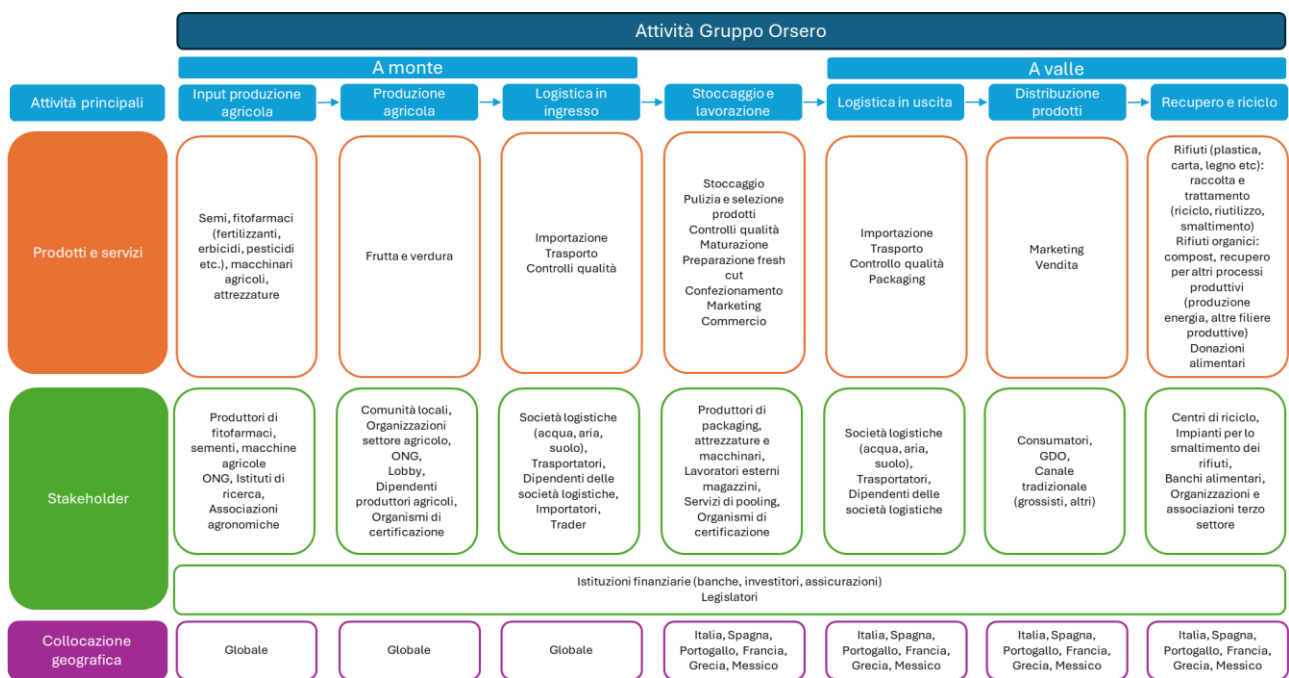 Attività Gruppo Orsero
A monte
A valle
Attività principali
Input produzione
agricola
Produzione
agricola
Logistica in
ingresso
Stoccaggio e
lavorazione
Logistica in uscita
Distribuzione
prodotti
Recupero e riciclo
Prodotti e servizi
Semi, fitofarmaci
(fertilizzanti,
erbicidi, pesticidi
etc.), macchinari
agricoli,
attrezzature
Frutta e verdura
Importazione
Trasporto
Controlli qualità
Stoccaggio
Pulizia e selezione
prodotti
Controlli qualità
Maturazione
Preparazione fresh
cut
Confezionamento
Marketing
Commercio
Importazione
Trasporto
Controllo qualità
Packaging
Marketing
Vendita
Rifiuti (plastica,
carta, legno etc):
raccolta e
trattamento
(riciclo, riutilizzo,
smaltimento)
Rifiuti organici:
compost, recupero
per altri processi
produttivi
(produzione
energia, altre filiere
produttive)
Donazioni
alimentari
Stakeholder
Produttori di
fitofarmaci,
sementi, macchine
agricole
ONG, Istituti di
ricerca,
Associazioni
agronomiche
Comunità locali,
Organizzazioni
settore agricolo,
ONG,
Lobby,
Dipendenti
produttori agricoli,
Organismi di
certificazione
Società logistiche
(acqua, aria,
suolo),
Trasportatori,
Dipendenti delle
società logistiche,
Importatori,
Trader
Produttori di
packaging,
attrezzature e
macchinari,
Lavoratori esterni
magazzini,
Servizi di pooling,
Organismi di
certificazione
Società logistiche
(acqua, aria,
suolo),
Trasportatori,
Dipendenti delle
società logistiche
Consumatori,
GDO,
Canale
tradizionale
(grossisti, altri)
Centri di riciclo,
Impianti per lo
smaltimento dei
rifiuti,
Banchi alimentari,
Organizzazioni e
associazioni terzo
settore
Istituzioni finanziarie (banche, investitori, assicurazioni)
Legislatori
Collocazione
geografica
Globale
Globale
Globale
Italia, Spagna,
Portogallo, Francia,
Grecia, Messico
Italia, Spagna,
Portogallo, Francia,
Grecia, Messico
Italia, Spagna,
Portogallo, Francia,
Grecia, Messico
Italia, Spagna,
Portogallo, Francia,
Grecia, Messico